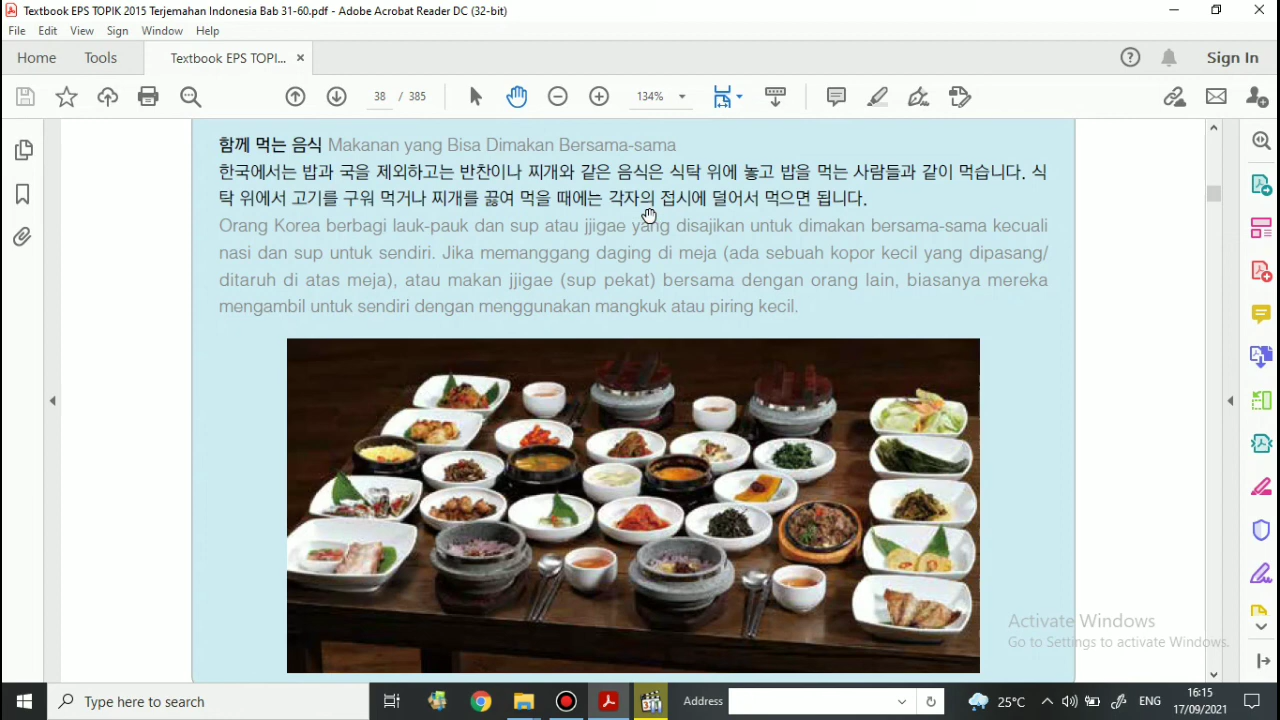 Textbook EPS TOPIK 2015 Terjemahan Indonesia Bab 31-60.pdf - Adobe Acrobat Reader DC (32-bit)
File Edit View Sign Window Help
Home Tools Textbook EPS TOPI... × Sign In
38 / 385 134%
함께 먹는 음식 Makanan yang Bisa Dimakan Bersama-sama
한국에서는 밥과 국을 제외하고는 반찬이나 찌개와 같은 음식은 식탁 위에 놓고 밥을 먹는 사람들과 같이 먹습니다. 식
탁 위에서 고기를 구워 먹거나 찌개를 끓여 먹을 때에는 각자의 접시에 덜어서 먹으면 됩니다.
Orang Korea berbagi lauk-pauk dan sup atau jjigae yang disajikan untuk dimakan bersama-sama kecuali
nasi dan sup untuk sendiri. Jika memanggang daging di meja (ada sebuah kopor kecil yang dipasang/
ditaruh di atas meja), atau makan jjigae (sup pekat) bersama dengan orang lain, biasanya mereka
mengambil untuk sendiri dengan menggunakan mangkuk atau piring kecil.
Activate Windows
Go to Settings to activate Windows.
Type here to search Address 25°C ENG 16:15
17/09/2021